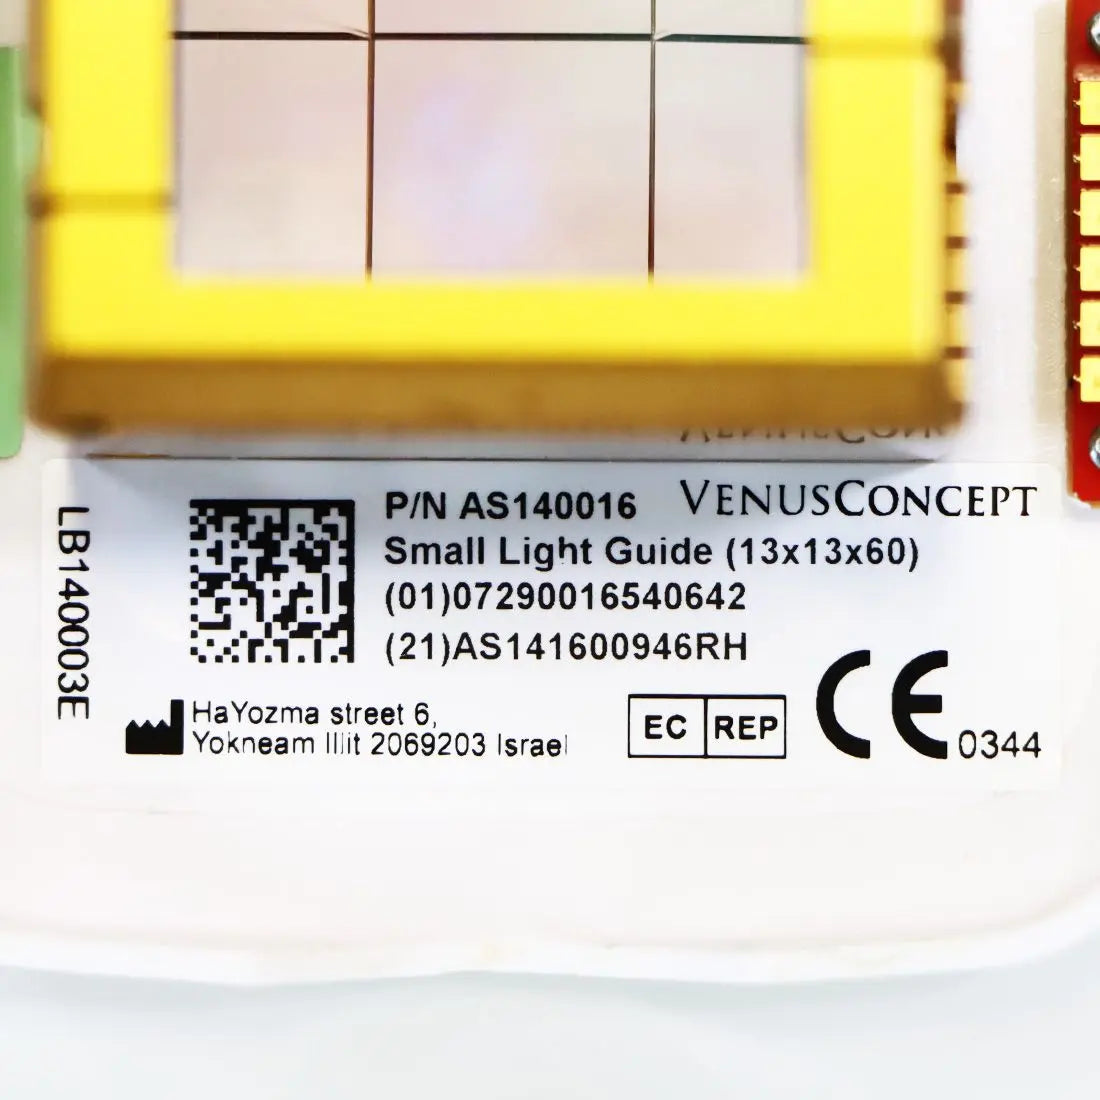 P/N AS140016 VENUSCONCEPT
Small Light Guide (13x13x60)
(01)07290016540642
(21)AS141600946RH
LB140003E
HaYozma street 6,
Yokneam Illit 2069203 Israel
EC REP
CE 0344